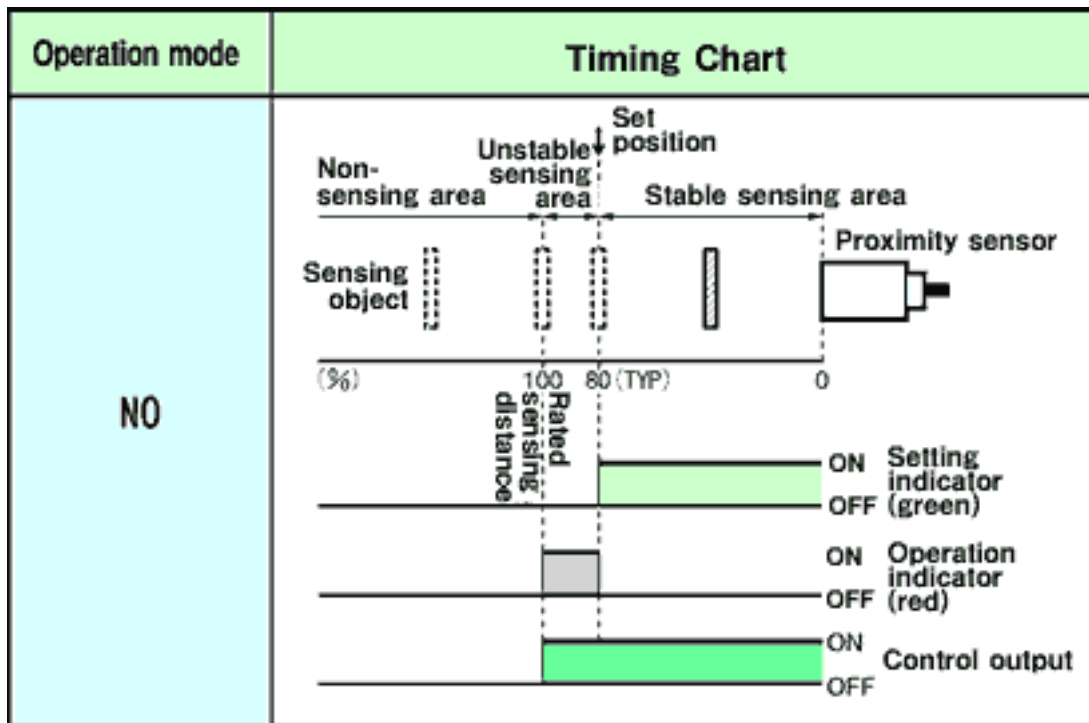 Operation mode
Timing Chart
NO
Set
position
Unstable
sensing
area
Non-
sensing area
Stable sensing area
Proximity sensor
Sensing
object
(%)
100
80 (TYP)
0
Rated
sensing
distance
ON
OFF
Setting
indicator
(green)
ON
OFF
Operation
indicator
(red)
ON
OFF
Control output